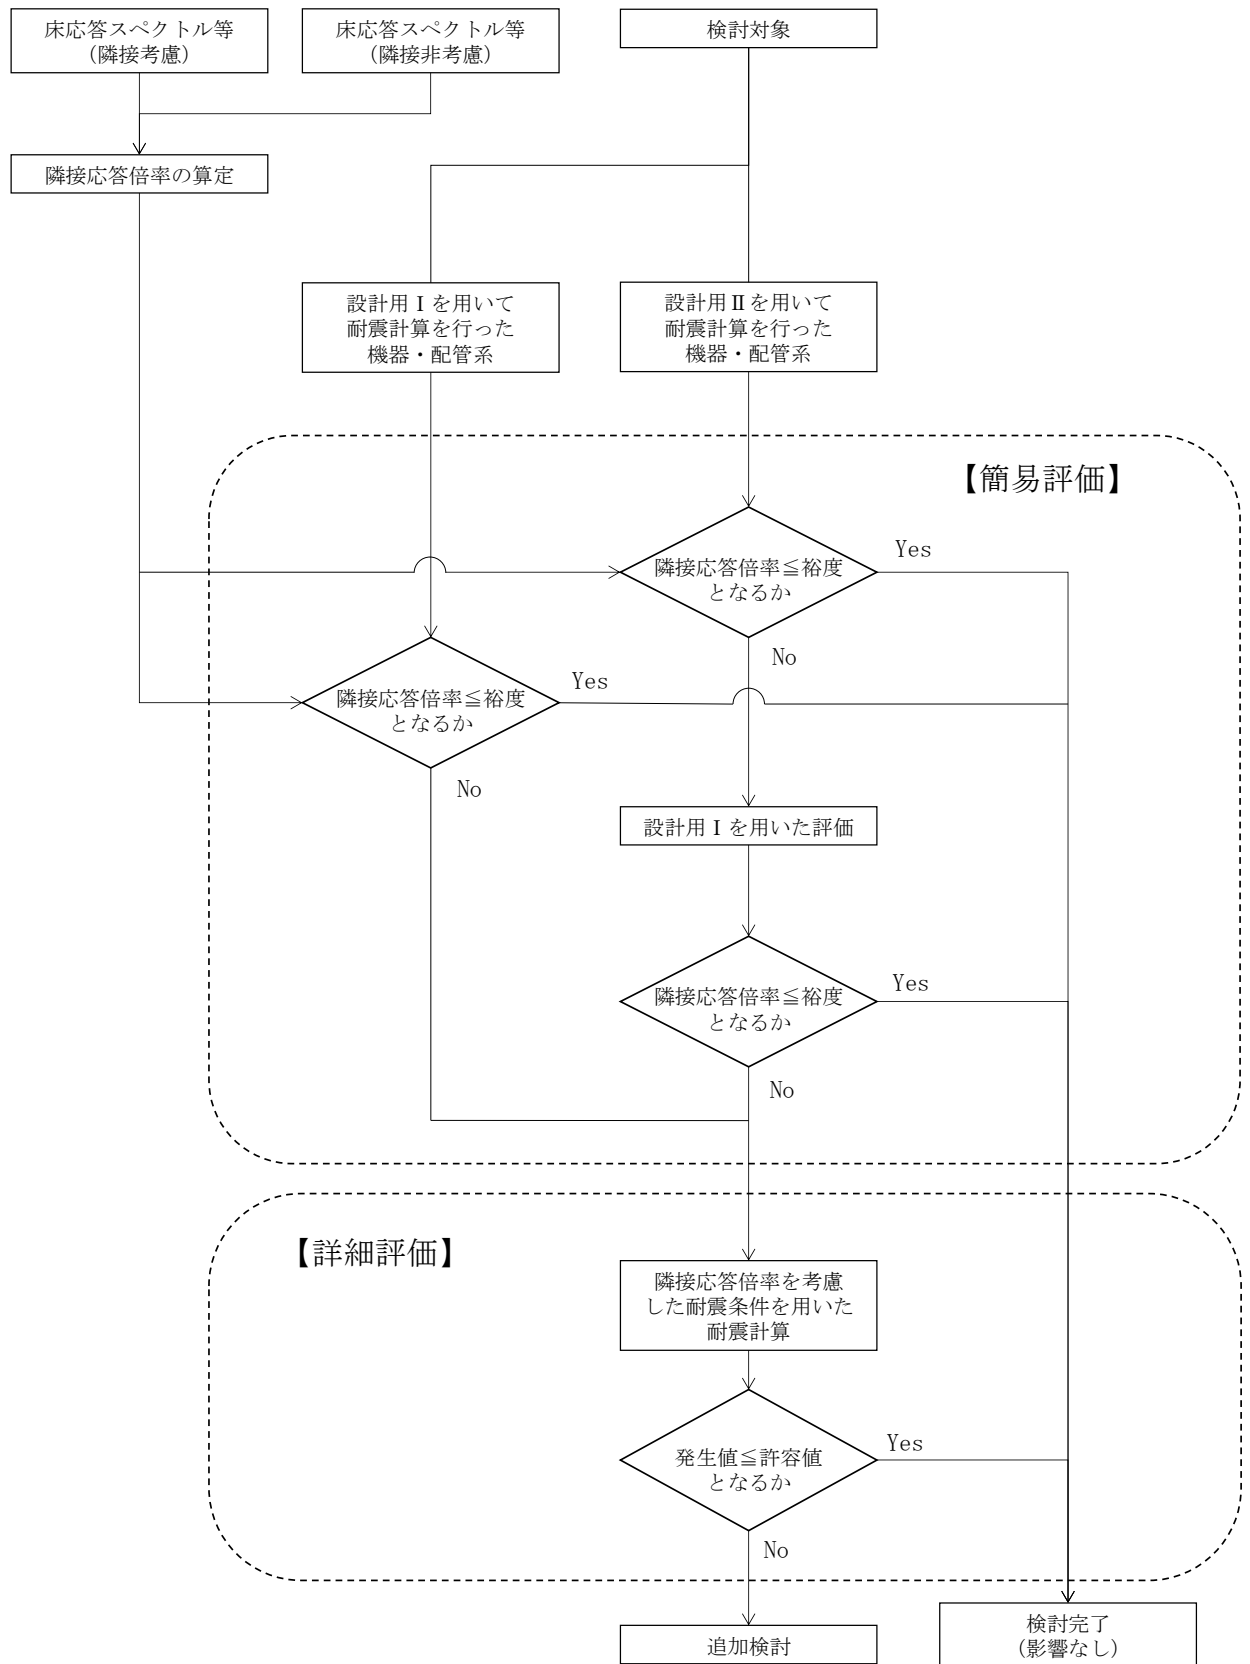 床応答スペクトル等
（隣接考慮）
床応答スペクトル等
（隣接非考慮）
検討対象
隣接応答倍率の算定
設計用Ⅰを用いて
耐震計算を行った
機器・配管系
設計用Ⅱを用いて
耐震計算を行った
機器・配管系
【簡易評価】
隣接応答倍率≦裕度
となるか
Yes
No
隣接応答倍率≦裕度
となるか
Yes
No
設計用Ⅰを用いた評価
隣接応答倍率≦裕度
となるか
Yes
No
【詳細評価】
隣接応答倍率を考慮
した耐震条件を用いた
耐震計算
発生値≦許容値
となるか
Yes
No
追加検討
検討完了
（影響なし）